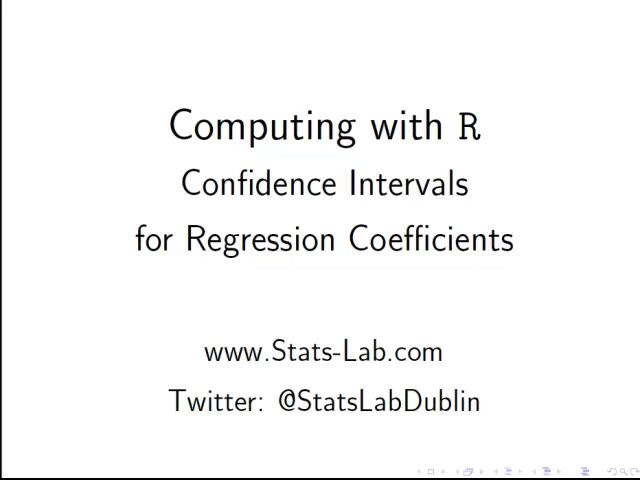 Computing with R
Confidence Intervals
for Regression Coefficients
www.Stats-Lab.com
Twitter: @StatsLabDublin